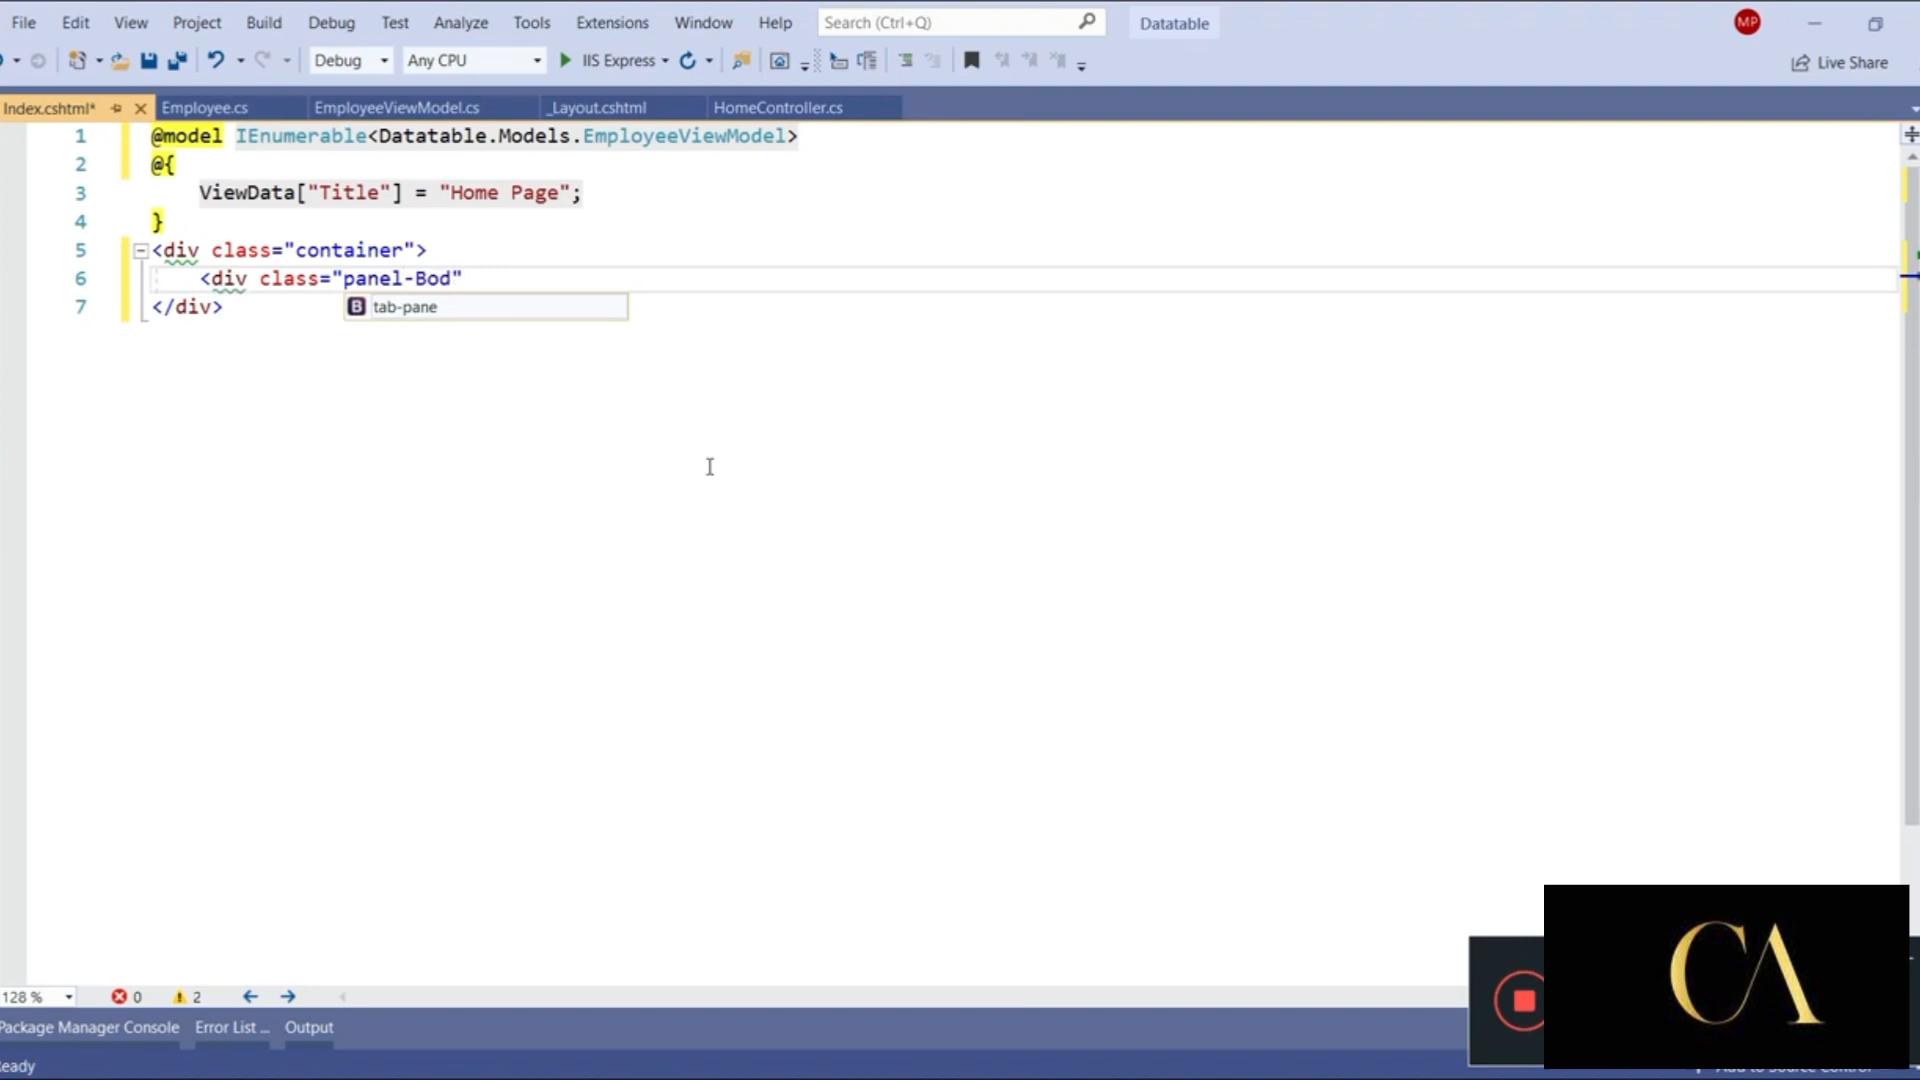 File Edit View Project Build Debug Test Analyze Tools Extensions Window Help Search (Ctrl+Q) Datatable MP
Debug Any CPU IIS Express Live Share
Index.cshtml* Employee.cs EmployeeViewModel.cs _Layout.cshtml HomeController.cs
1 @model IEnumerable<Datatable.Models.EmployeeViewModel>
2 @{
3 ViewData["Title"] = "Home Page";
4 }
5 <div class="container">
6 <div class="panel-Bod"
7 </div>
B tab-pane
128 % 0 2
Package Manager Console Error List ... Output
eady
CA